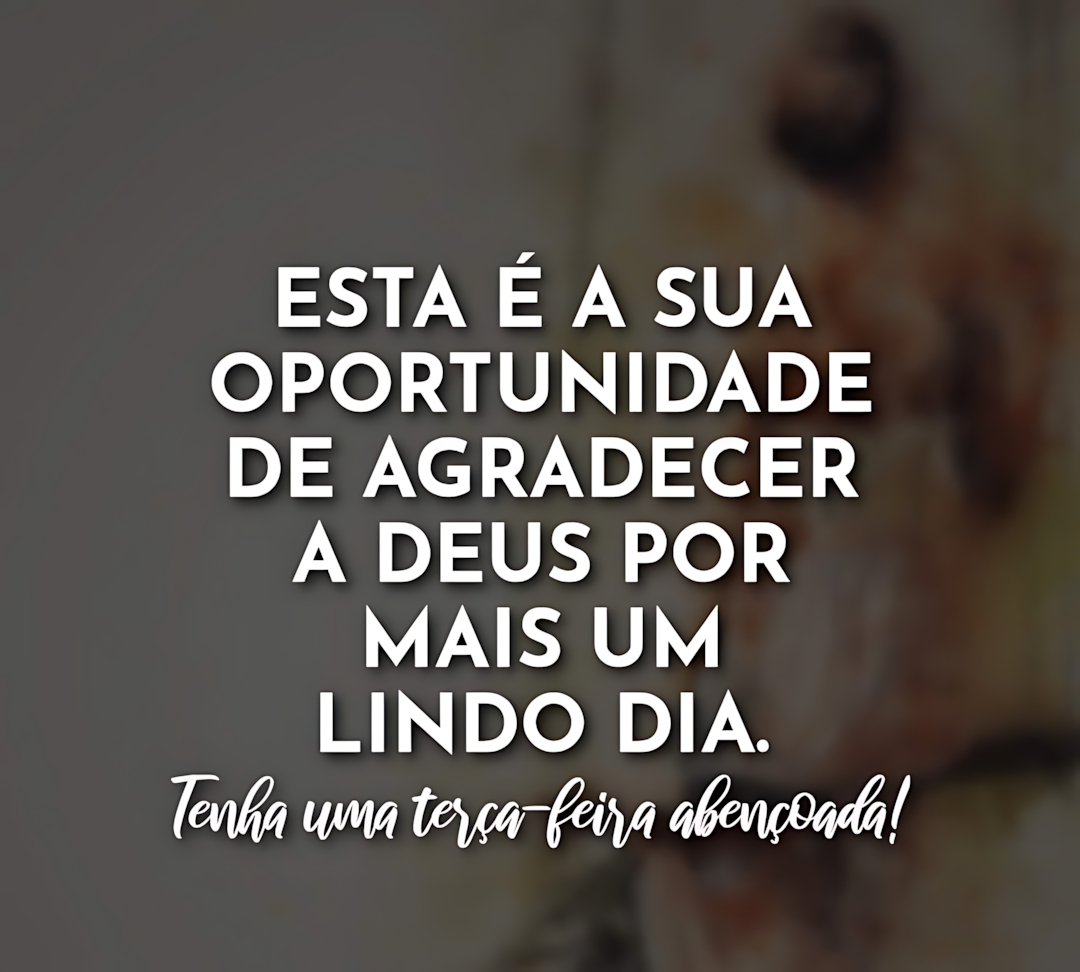 ESTA É A SUA
OPORTUNIDADE
DE AGRADECER
A DEUS POR
MAIS UM
LINDO DIA.
Tenha uma terça-feira abençoada!